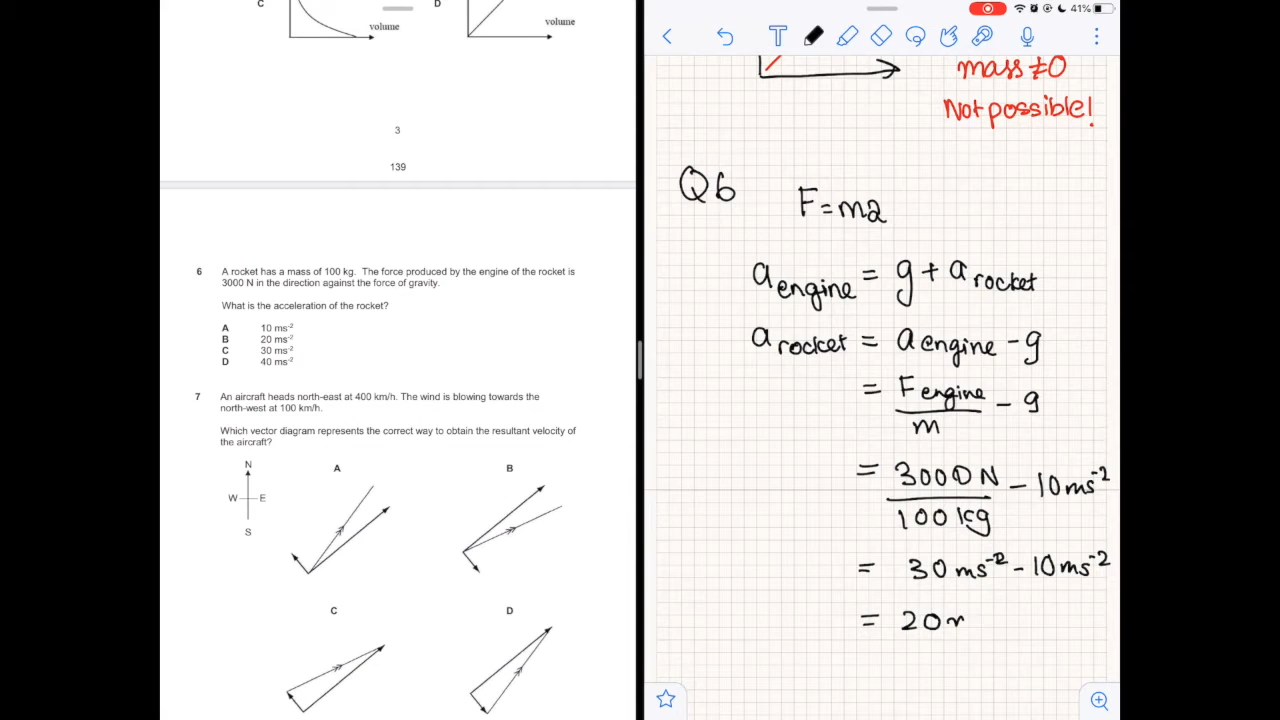 C
volume
D
volume
3
139
6 A rocket has a mass of 100 kg. The force produced by the engine of the rocket is
3000 N in the direction against the force of gravity.
What is the acceleration of the rocket?
A 10 ms⁻²
B 20 ms⁻²
C 30 ms⁻²
D 40 ms⁻²
7 An aircraft heads north-east at 400 km/h. The wind is blowing towards the
north-west at 100 km/h.
Which vector diagram represents the correct way to obtain the resultant velocity of
the aircraft?
N
W E
S
A
B
C
D
41%
T
mass ≠ 0
Not possible!
Q6
F = ma
a engine = g + a rocket
a rocket = a engine - g
= F engine / m - g
= 3000 N / 100 kg - 10 ms⁻²
= 30 ms⁻² - 10 ms⁻²
= 20 m